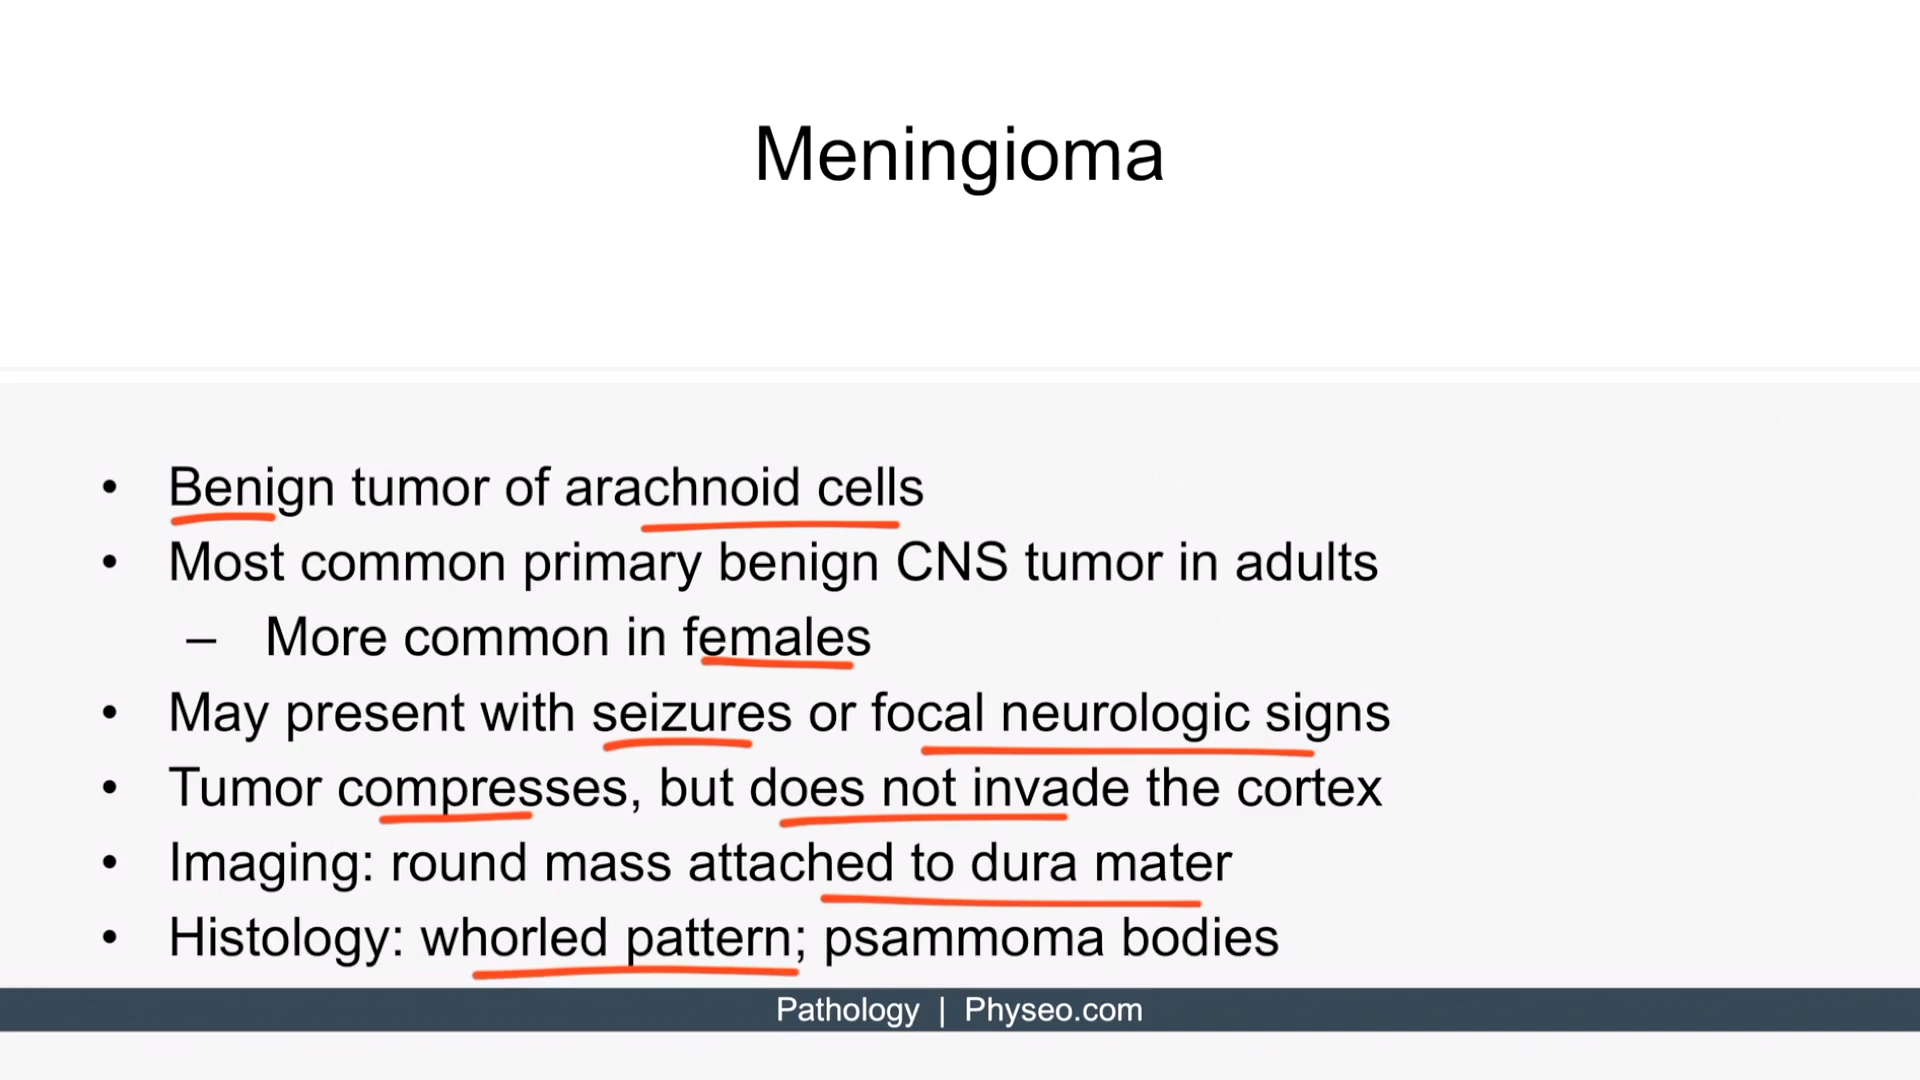 Meningioma
• Benign tumor of arachnoid cells
• Most common primary benign CNS tumor in adults
– More common in females
• May present with seizures or focal neurologic signs
• Tumor compresses, but does not invade the cortex
• Imaging: round mass attached to dura mater
• Histology: whorled pattern; psammoma bodies
Pathology | Physeo.com